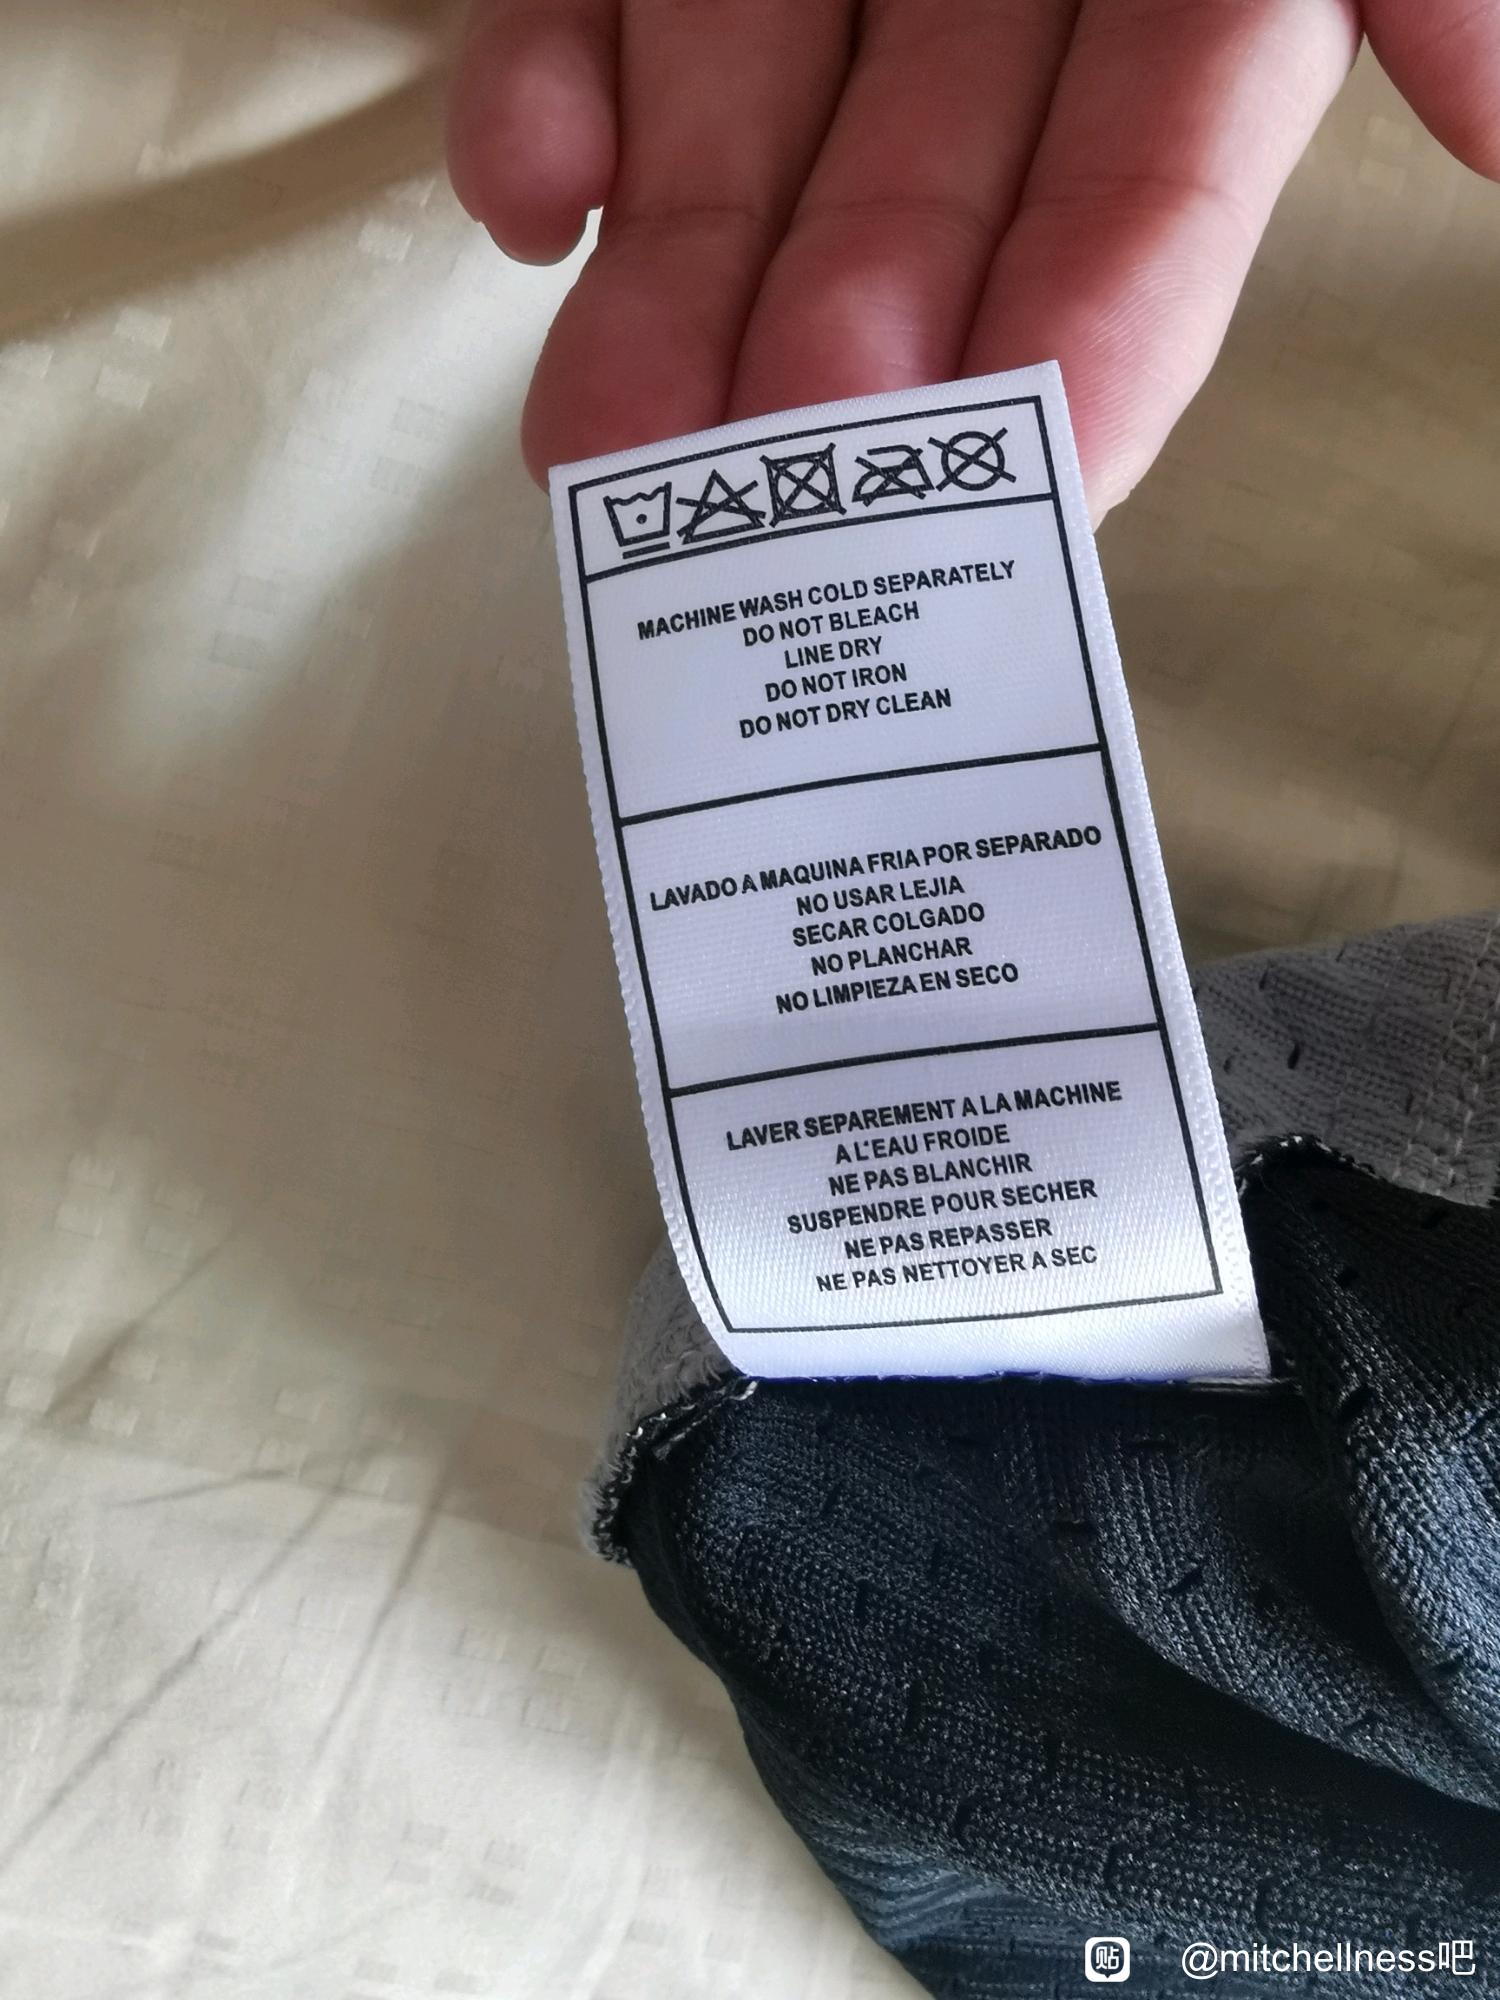 MACHINE WASH COLD SEPARATELY
DO NOT BLEACH
LINE DRY
DO NOT IRON
DO NOT DRY CLEAN
LAVADO A MAQUINA FRIA POR SEPARADO
NO USAR LEJIA
SECAR COLGADO
NO PLANCHAR
NO LIMPIEZA EN SECO
LAVER SEPAREMENT A LA MACHINE
A L'EAU FROIDE
NE PAS BLANCHIR
SUSPENDRE POUR SECHER
NE PAS REPASSER
NE PAS NETTOYER A SEC
贴 @mitchellness吧